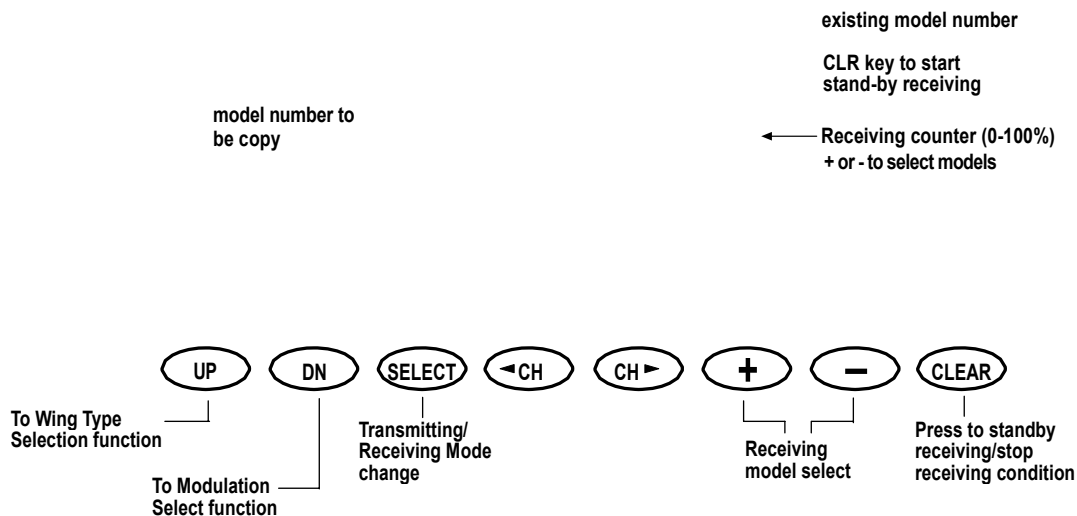 existing model number
CLR key to start
stand-by receiving
model number to
be copy
Receiving counter (0-100%)
+ or - to select models
UP
DN
SELECT
◄CH
CH►
+
−
CLEAR
To Wing Type
Selection function
To Modulation
Select function
Transmitting/
Receiving Mode
change
Receiving
model select
Press to standby
receiving/stop
receiving condition